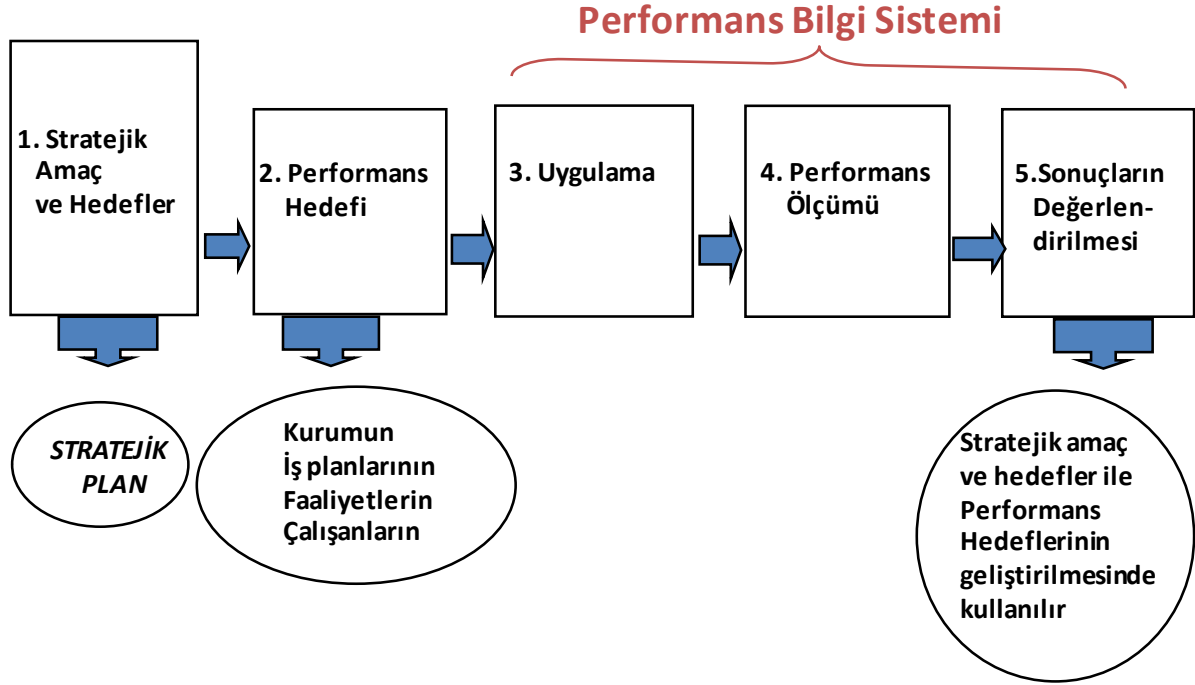 Performans Bilgi Sistemi
1. Stratejik
Amaç
ve Hedefler
2. Performans
Hedefi
3. Uygulama
4. Performans
Ölçümü
5.Sonuçların
Değerlen-
dirilmesi
STRATEJİK
PLAN
Kurumun
İş planlarının
Faaliyetlerin
Çalışanların
Stratejik amaç
ve hedefler ile
Performans
Hedeflerinin
geliştirilmesinde
kullanılır